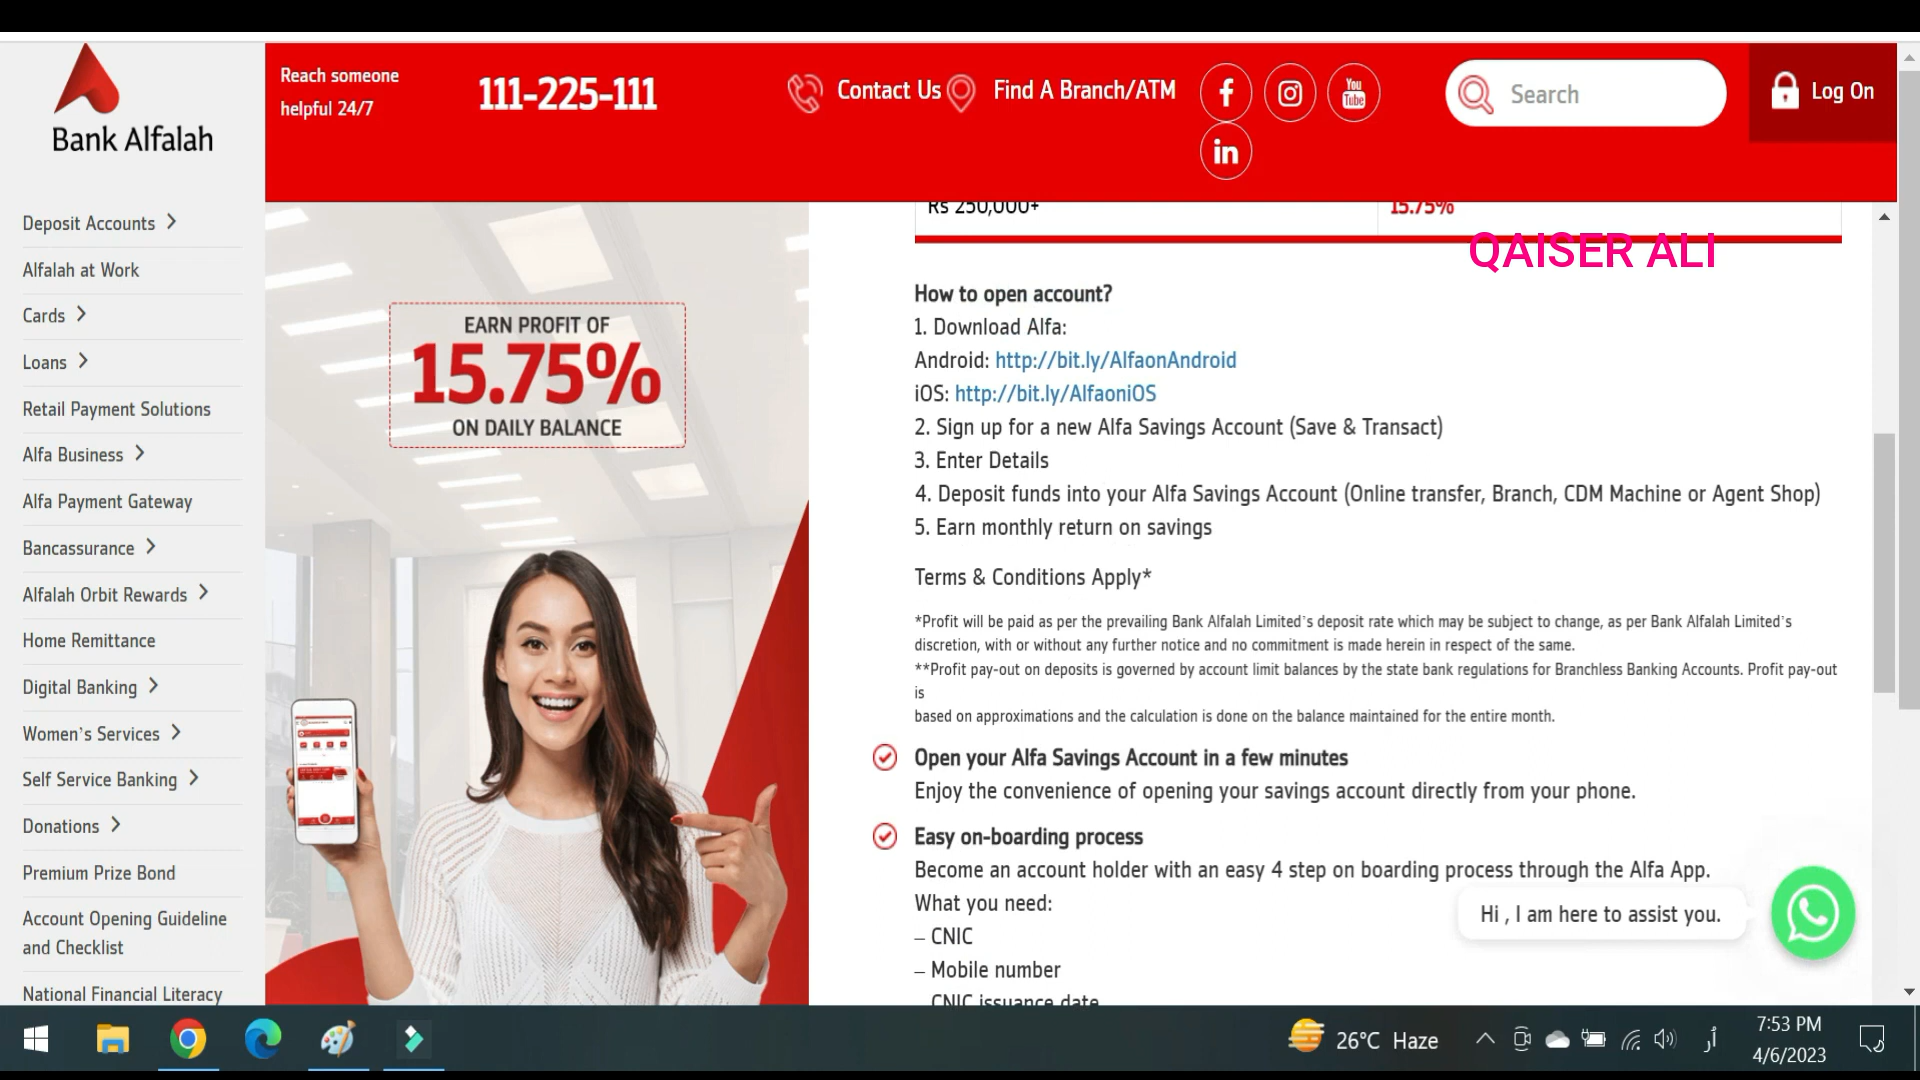 Bank Alfalah
Reach someone
helpful 24/7
111-225-111
Contact Us
Find A Branch/ATM
You
Tube
in
Search
Log On
Deposit Accounts
Alfalah at Work
Cards
Loans
Retail Payment Solutions
Alfa Business
Alfa Payment Gateway
Bancassurance
Alfalah Orbit Rewards
Home Remittance
Digital Banking
Women's Services
Self Service Banking
Donations
Premium Prize Bond
Account Opening Guideline
and Checklist
National Financial Literacy
EARN PROFIT OF
15.75%
ON DAILY BALANCE
Rs 250,000+ 15.75%
QAISER ALI
How to open account?
1. Download Alfa:
Android: http://bit.ly/AlfaonAndroid
iOS: http://bit.ly/AlfaoniOS
2. Sign up for a new Alfa Savings Account (Save & Transact)
3. Enter Details
4. Deposit funds into your Alfa Savings Account (Online transfer, Branch, CDM Machine or Agent Shop)
5. Earn monthly return on savings
Terms & Conditions Apply*
*Profit will be paid as per the prevailing Bank Alfalah Limited's deposit rate which may be subject to change, as per Bank Alfalah Limited's
discretion, with or without any further notice and no commitment is made herein in respect of the same.
**Profit pay-out on deposits is governed by account limit balances by the state bank regulations for Branchless Banking Accounts. Profit pay-out
is
based on approximations and the calculation is done on the balance maintained for the entire month.
Open your Alfa Savings Account in a few minutes
Enjoy the convenience of opening your savings account directly from your phone.
Easy on-boarding process
Become an account holder with an easy 4 step on boarding process through the Alfa App.
What you need:
– CNIC
– Mobile number
CNIC issuance date
Hi , I am here to assist you.
26°C Haze
أر
7:53 PM
4/6/2023